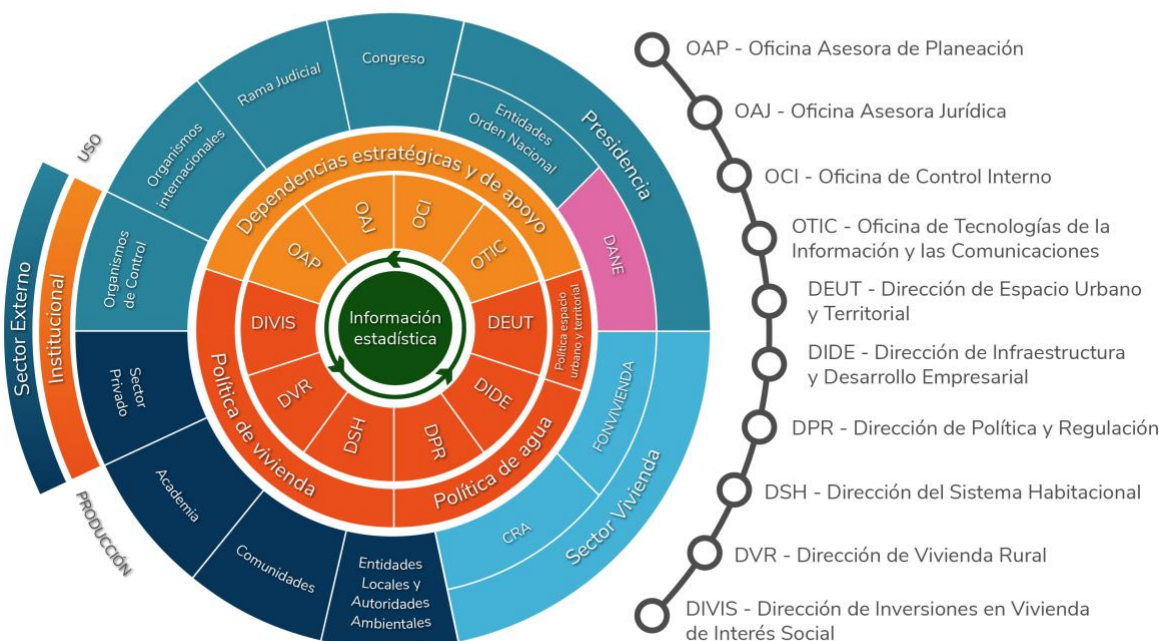 Sector Externo
Institucional
USO
PRODUCCIÓN
Organismos
de Control
Organismos
internacionales
Rama Judicial
Congreso
Presidencia
Entidades
Orden Nacional
DANE
Sector Vivienda
FONVIVIENDA
CRA
Entidades
Locales y
Autoridades
Ambientales
Comunidades
Academia
Sector
Privado
Dependencias estratégicas y de apoyo
OAP
OAJ
OCI
OTIC
Política espacio
urbano y territorial
DEUT
Política de agua
DIDE
DPR
Política de vivienda
DSH
DVR
DIVIS
Información
estadística
OAP - Oficina Asesora de Planeación
OAJ - Oficina Asesora Jurídica
OCI - Oficina de Control Interno
OTIC - Oficina de Tecnologías de la
Información y las Comunicaciones
DEUT - Dirección de Espacio Urbano
y Territorial
DIDE - Dirección de Infraestructura
y Desarrollo Empresarial
DPR - Dirección de Política y Regulación
DSH - Dirección del Sistema Habitacional
DVR - Dirección de Vivienda Rural
DIVIS - Dirección de Inversiones en Vivienda
de Interés Social